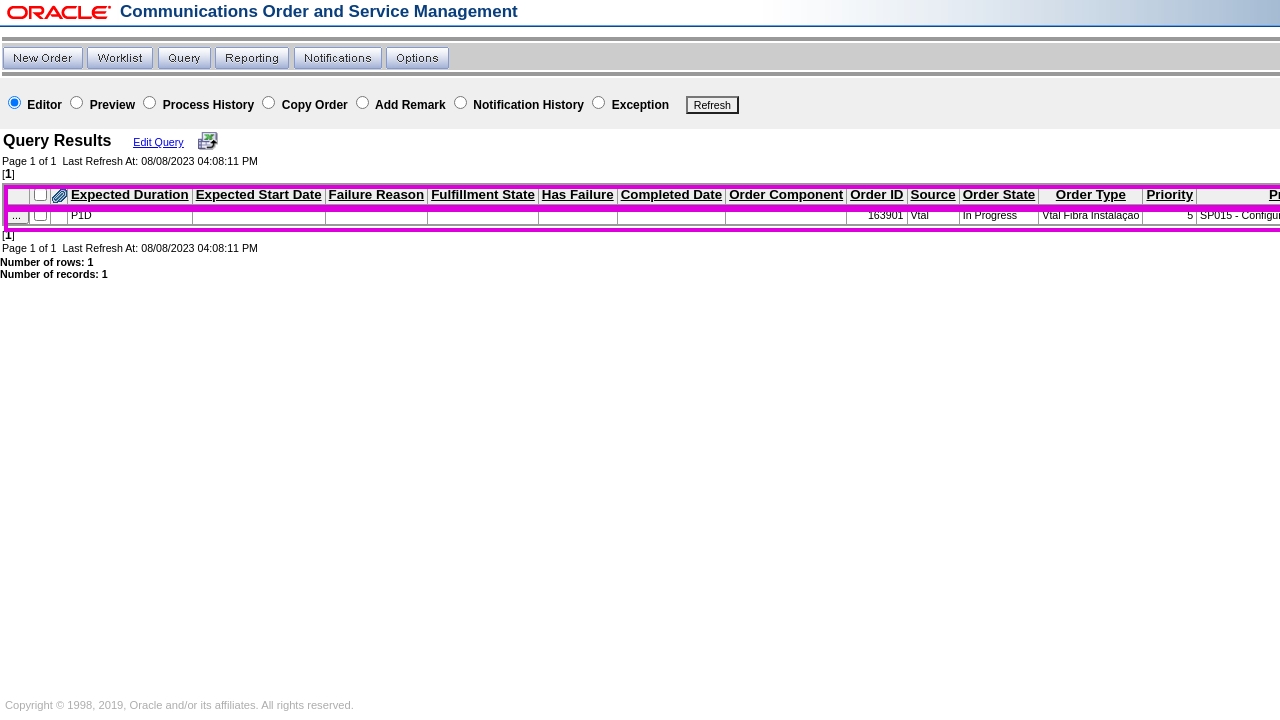 ORACLE Communications Order and Service Management
New Order Worklist Query Reporting Notifications Options
Editor Preview Process History Copy Order Add Remark Notification History Exception Refresh
Query Results Edit Query
Page 1 of 1 Last Refresh At: 08/08/2023 04:08:11 PM
[1]
Expected Duration Expected Start Date Failure Reason Fulfillment State Has Failure Completed Date Order Component Order ID Source Order State Order Type Priority
... P1D 163901 Vtal In Progress Vtal Fibra Instalação 5 SP015 -
[1]
Page 1 of 1 Last Refresh At: 08/08/2023 04:08:11 PM
Number of rows: 1
Number of records: 1
Copyright © 1998, 2019, Oracle and/or its affiliates. All rights reserved.